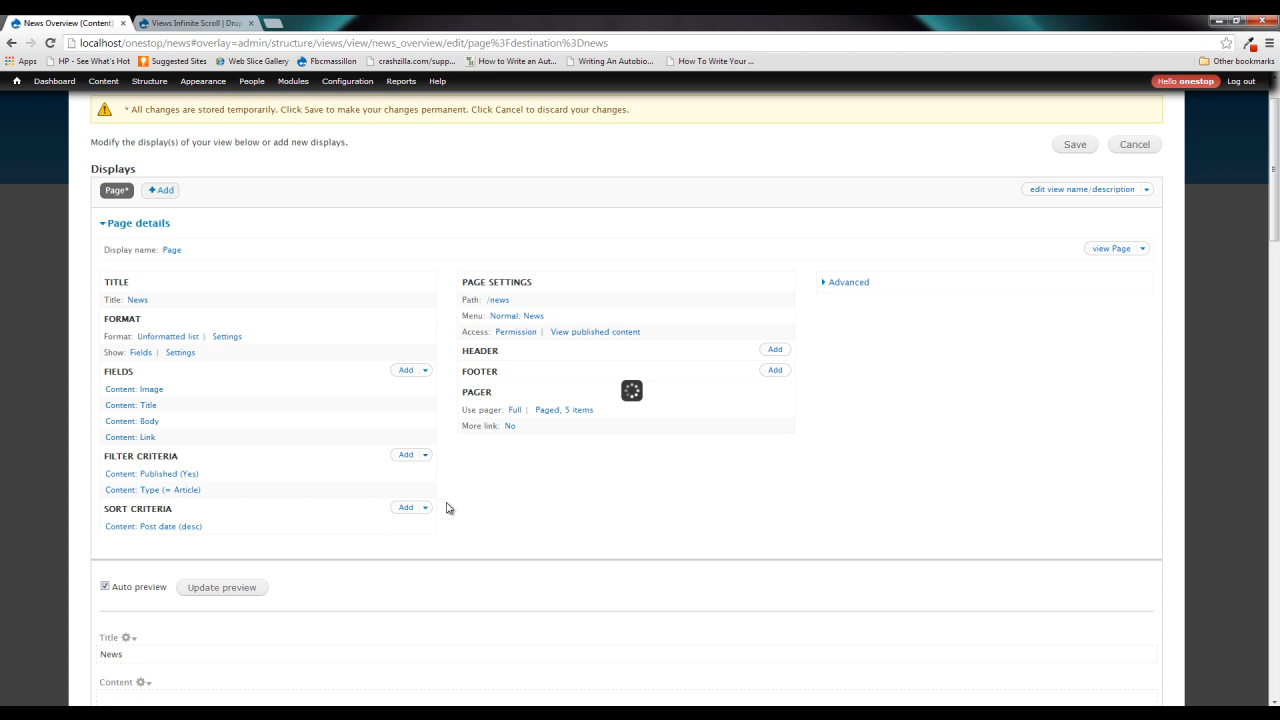 News Overview (Content)
Views Infinite Scroll | Drup
localhost/onestop/news#overlay=admin/structure/views/view/news_overview/edit/page%3Fdestination%3Dnews
Apps HP - See What's Hot Suggested Sites Web Slice Gallery Fbcmassillon crashzilla.com/supp... How to Write an Aut... Writing An Autobio... How To Write Your ... Other bookmarks
Dashboard Content Structure Appearance People Modules Configuration Reports Help Hello onestop Log out
* All changes are stored temporarily. Click Save to make your changes permanent. Click Cancel to discard your changes.
Modify the display(s) of your view below or add new displays. Save Cancel
Displays
Page* Add edit view name/description
Page details
Display name: Page view Page
TITLE
Title: News
FORMAT
Format: Unformatted list | Settings
Show: Fields | Settings
FIELDS Add
Content: Image
Content: Title
Content: Body
Content: Link
FILTER CRITERIA Add
Content: Published (Yes)
Content: Type (= Article)
SORT CRITERIA Add
Content: Post date (desc)
PAGE SETTINGS
Path: /news
Menu: Normal: News
Access: Permission | View published content
HEADER Add
FOOTER Add
PAGER
Use pager: Full | Paged, 5 items
More link: No
Advanced
Auto preview Update preview
Title
News
Content